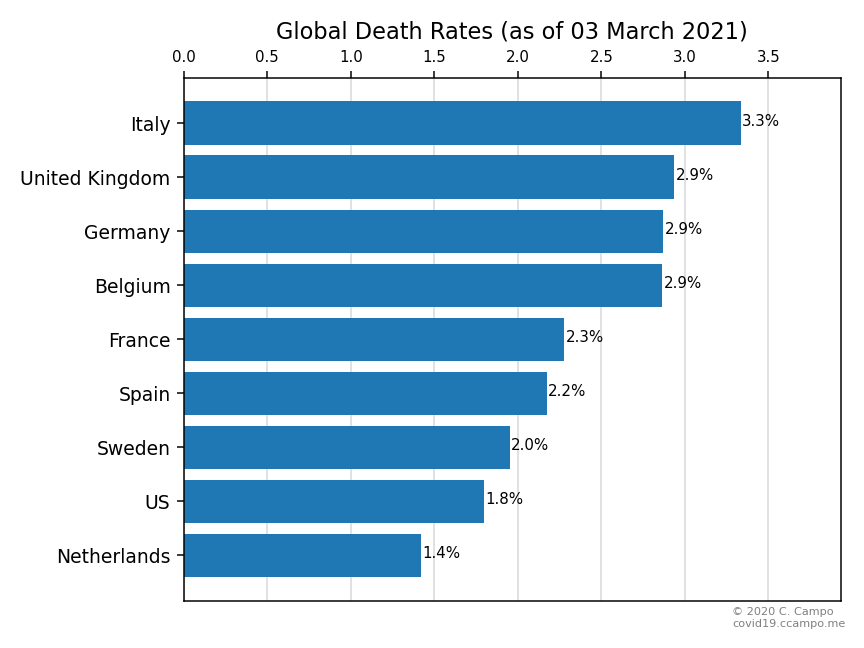 Global Death Rates (as of 03 March 2021)
0.0 0.5 1.0 1.5 2.0 2.5 3.0 3.5
Italy 3.3%
United Kingdom 2.9%
Germany 2.9%
Belgium 2.9%
France 2.3%
Spain 2.2%
Sweden 2.0%
US 1.8%
Netherlands 1.4%
© 2020 C. Campo
covid19.ccampo.me